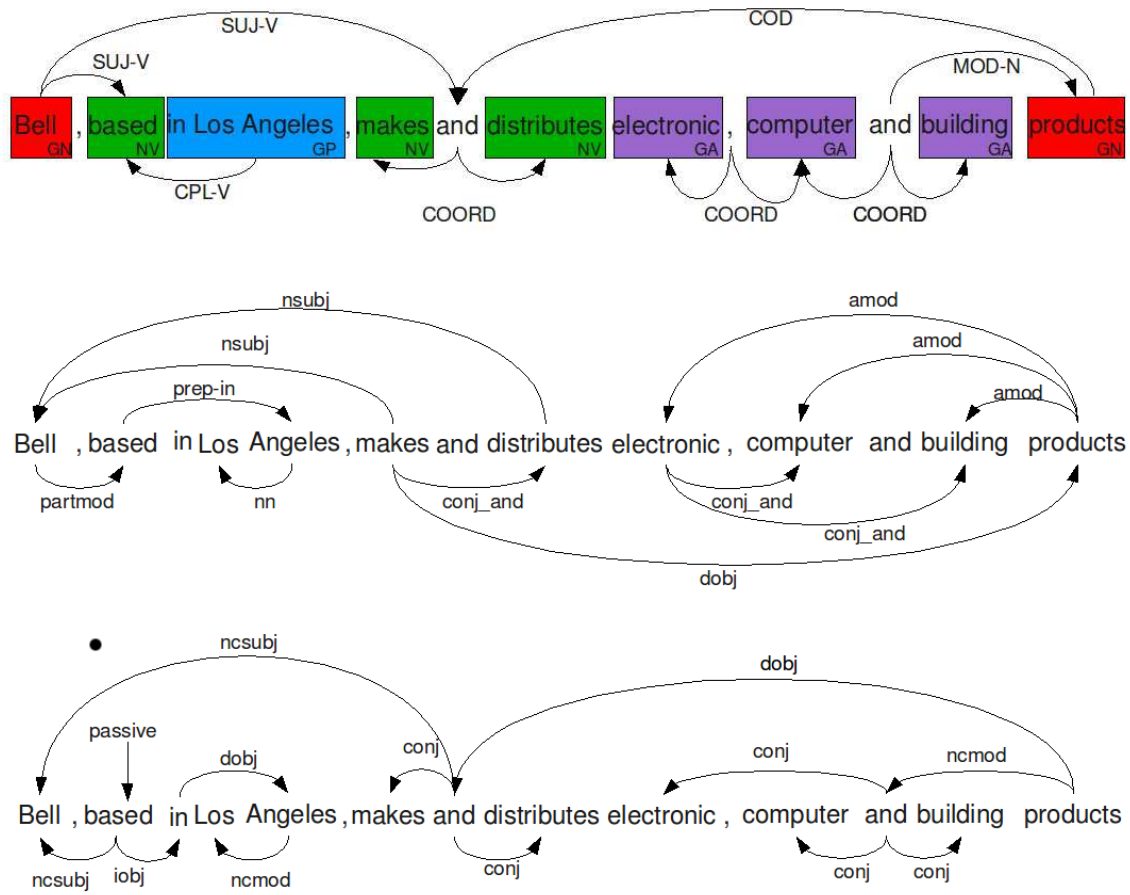 SUJ-V COD
SUJ-V MOD-N
Bell , based in Los Angeles , makes and distributes electronic , computer and building products
GN NV GP NV NV GA GA GA GN
CPL-V
COORD COORD COORD
nsubj amod
nsubj amod
prep-in amod
Bell , based in Los Angeles, makes and distributes electronic, computer and building products
partmod nn conj_and conj_and
conj_and
dobj
ncsubj dobj
passive dobj conj conj ncmod
Bell , based in Los Angeles, makes and distributes electronic , computer and building products
ncsubj iobj ncmod conj conj conj